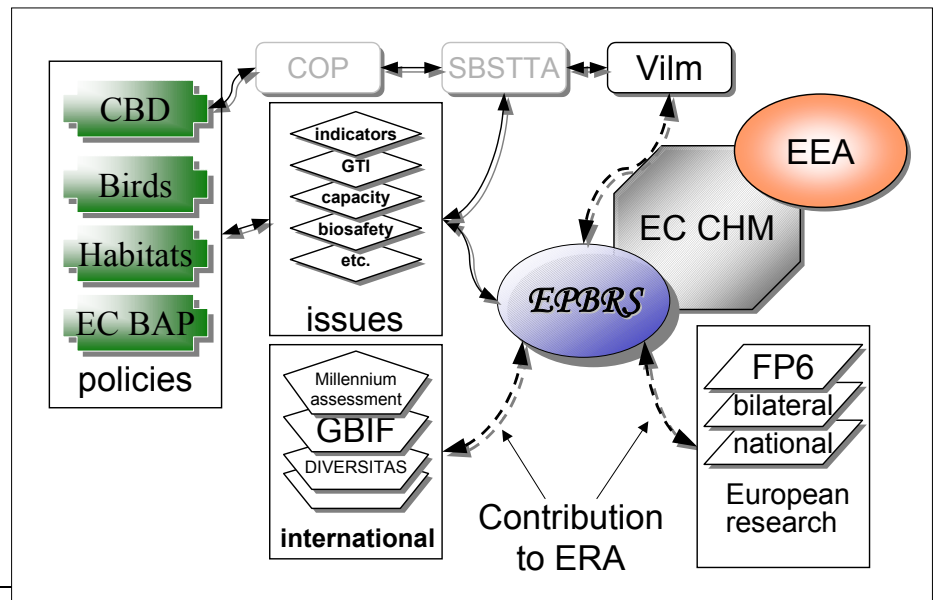 COP
SBSTTA
Vilm
CBD
Birds
Habitats
EC BAP
policies
indicators
GTI
capacity
biosafety
etc.
issues
EEA
EC CHM
EPBRS
Millennium
assessment
GBIF
DIVERSITAS
international
Contribution
to ERA
FP6
bilateral
national
European
research